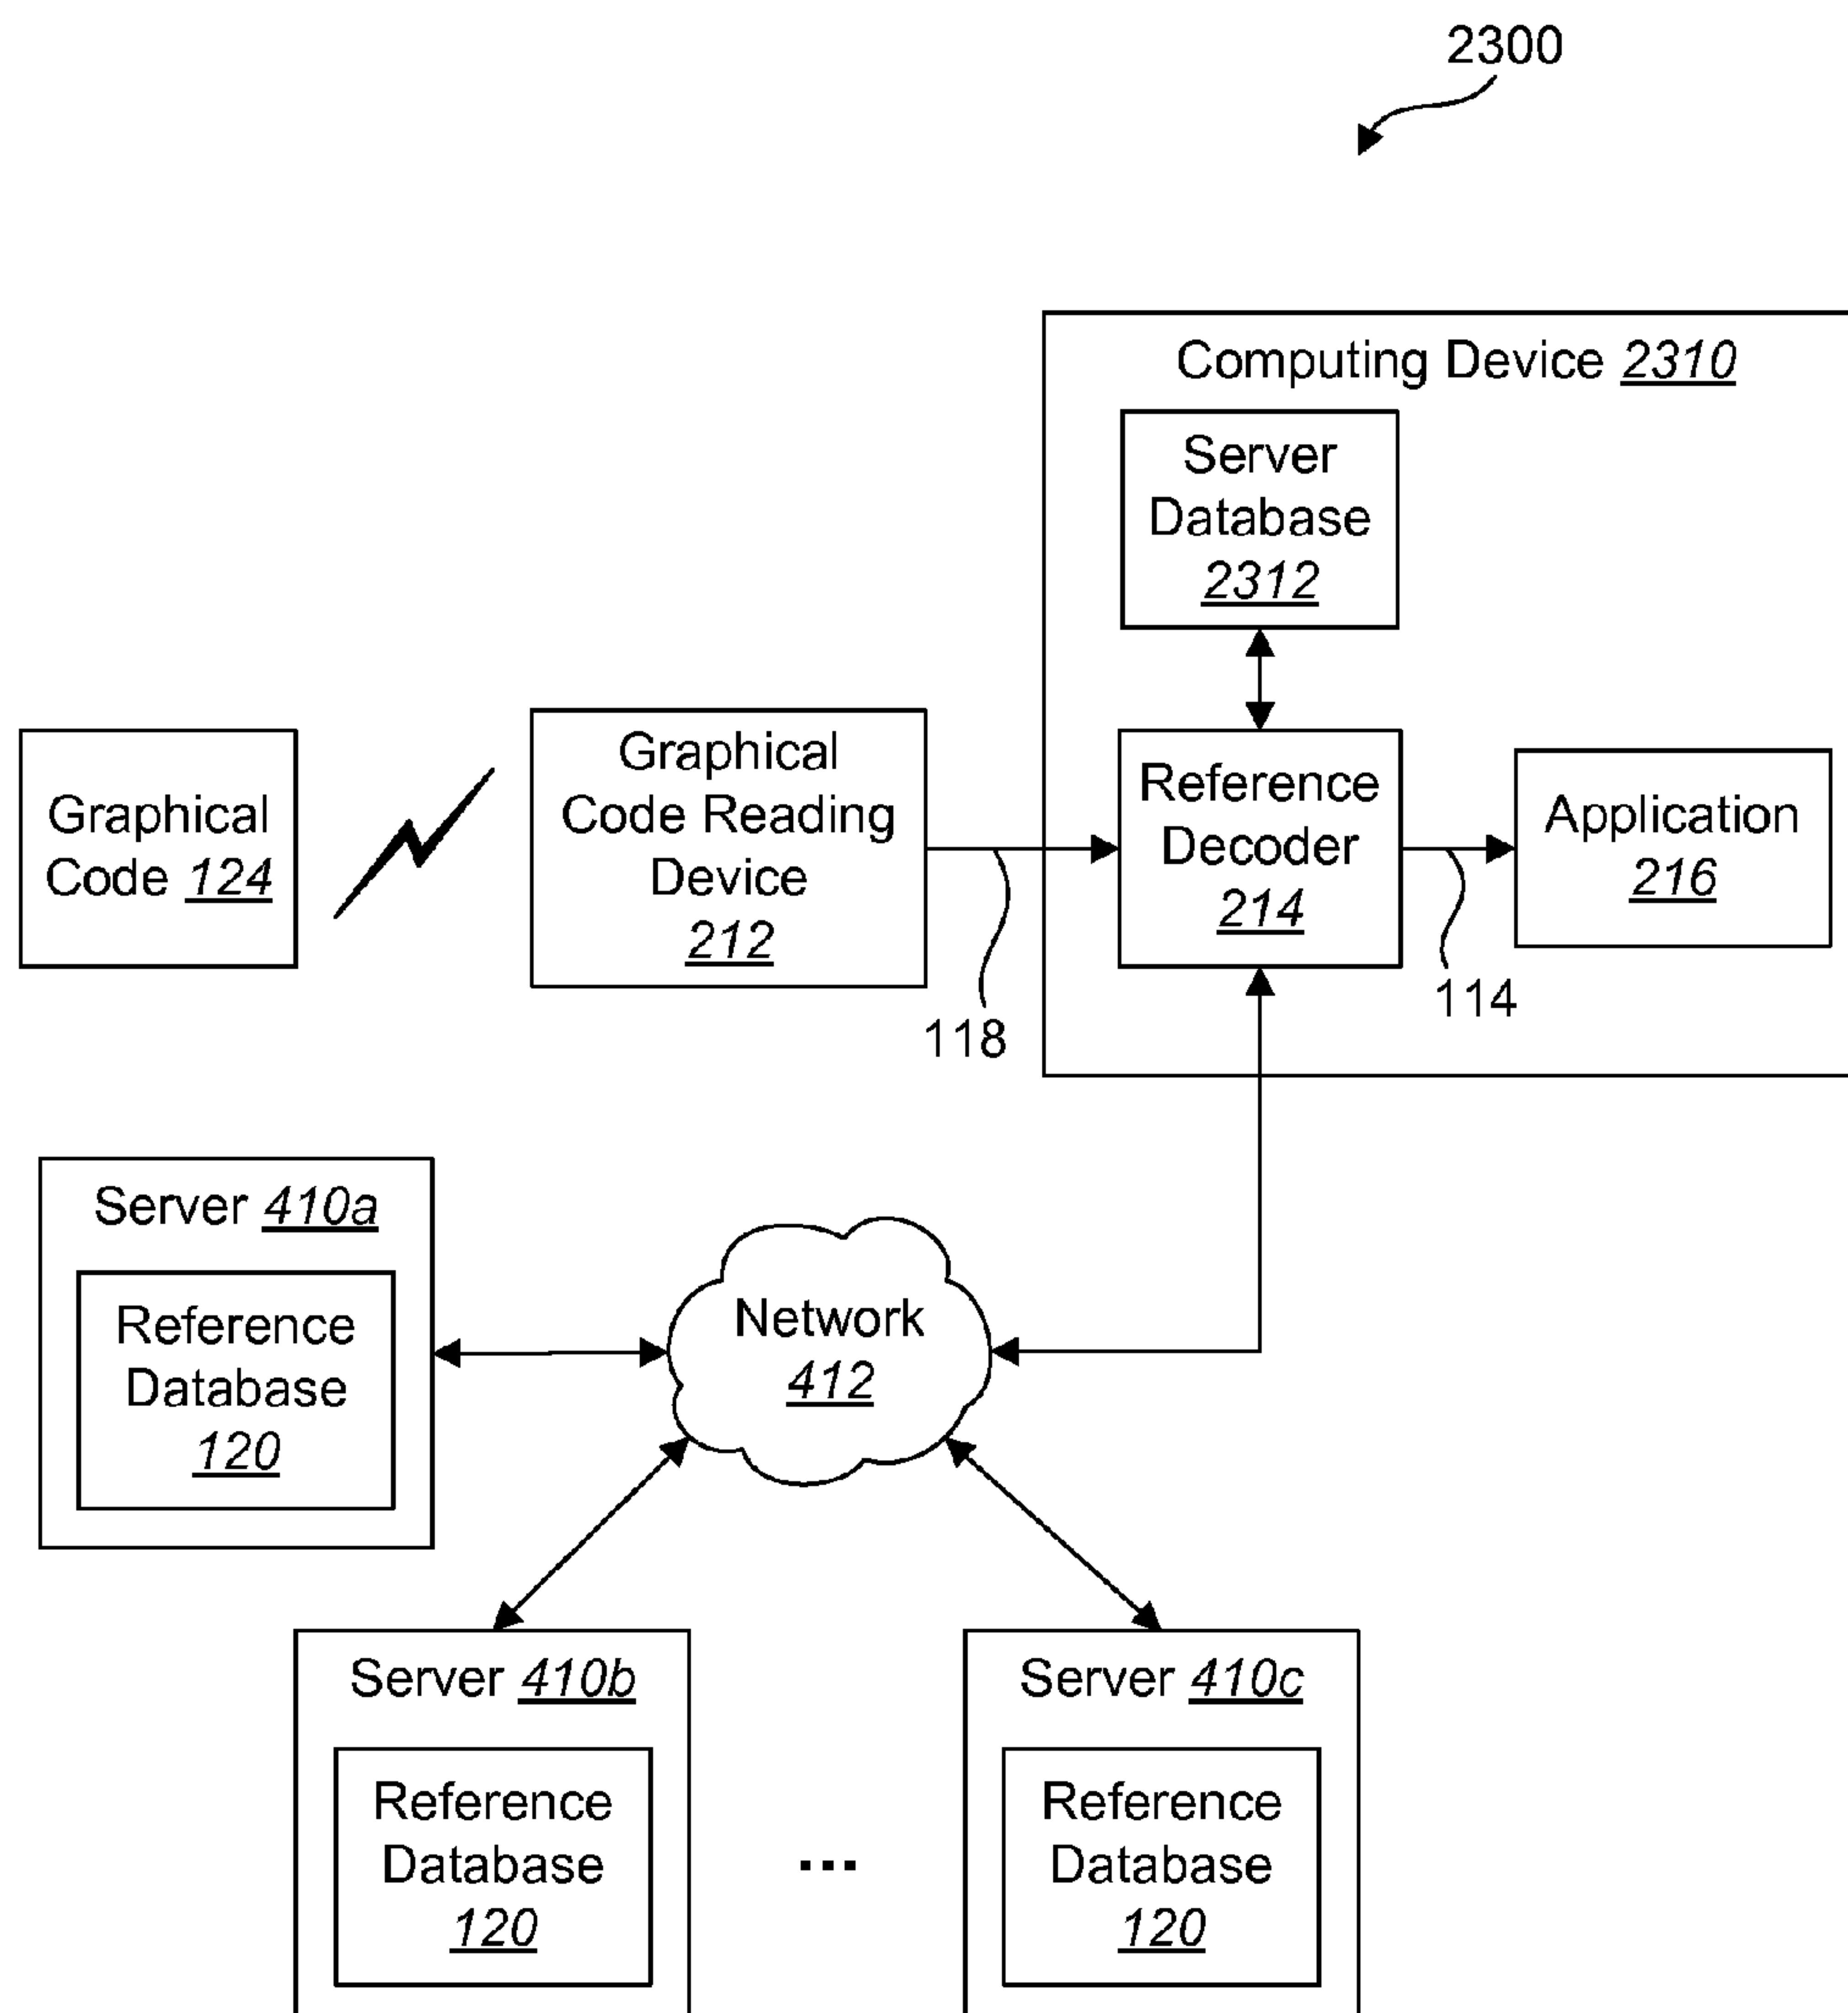 2300
Computing Device 2310
Server
Database
2312
Graphical
Code 124
Graphical
Code Reading
Device
212
Reference
Decoder
214
Application
216
118
114
Server 410a
Reference
Database
120
Network
412
Server 410b
Reference
Database
120
...
Server 410c
Reference
Database
120